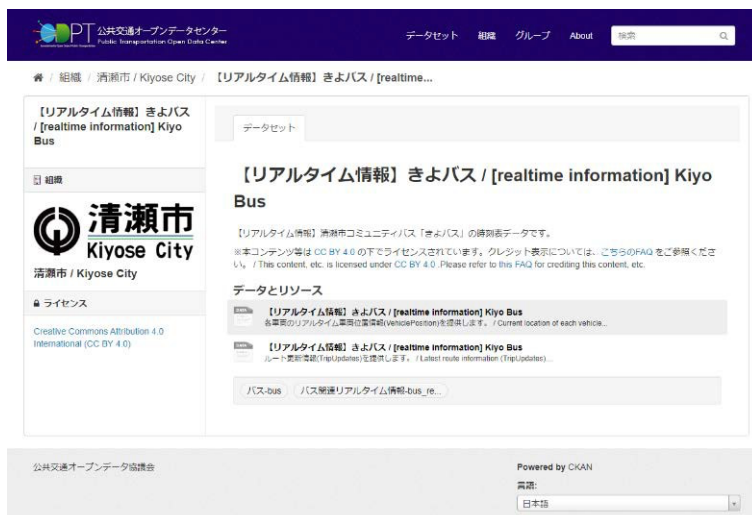 ODPT 公共交通オープンデータセンター
Public Transportation Open Data Center
データセット 組織 グループ About 検索
/ 組織 / 清瀬市 / Kiyose City / 【リアルタイム情報】きよバス / [realtime...
【リアルタイム情報】きよバス
/ [realtime information] Kiyo
Bus
組織
清瀬市
Kiyose City
清瀬市 / Kiyose City
ライセンス
Creative Commons Attribution 4.0
International (CC BY 4.0)
データセット
【リアルタイム情報】きよバス / [realtime information] Kiyo
Bus
【リアルタイム情報】清瀬市コミュニティバス「きよバス」の時刻表データです。
※本コンテンツ等は CC BY 4.0 の下でライセンスされています。クレジット表示については、こちらのFAQ をご参照くださ
い。 / This content, etc. is licensed under CC BY 4.0 .Please refer to this FAQ for crediting this content, etc.
データとリソース
【リアルタイム情報】きよバス / [realtime information] Kiyo Bus
各車両のリアルタイム車両位置情報(VehiclePosition)を提供します。 / Current location of each vehicle...
【リアルタイム情報】きよバス / [realtime information] Kiyo Bus
ルート更新情報(TripUpdates)を提供します。 / Latest route information (TripUpdates)...
バス-bus バス関連リアルタイム情報-bus_re...
公共交通オープンデータ協議会
Powered by CKAN
言語:
日本語